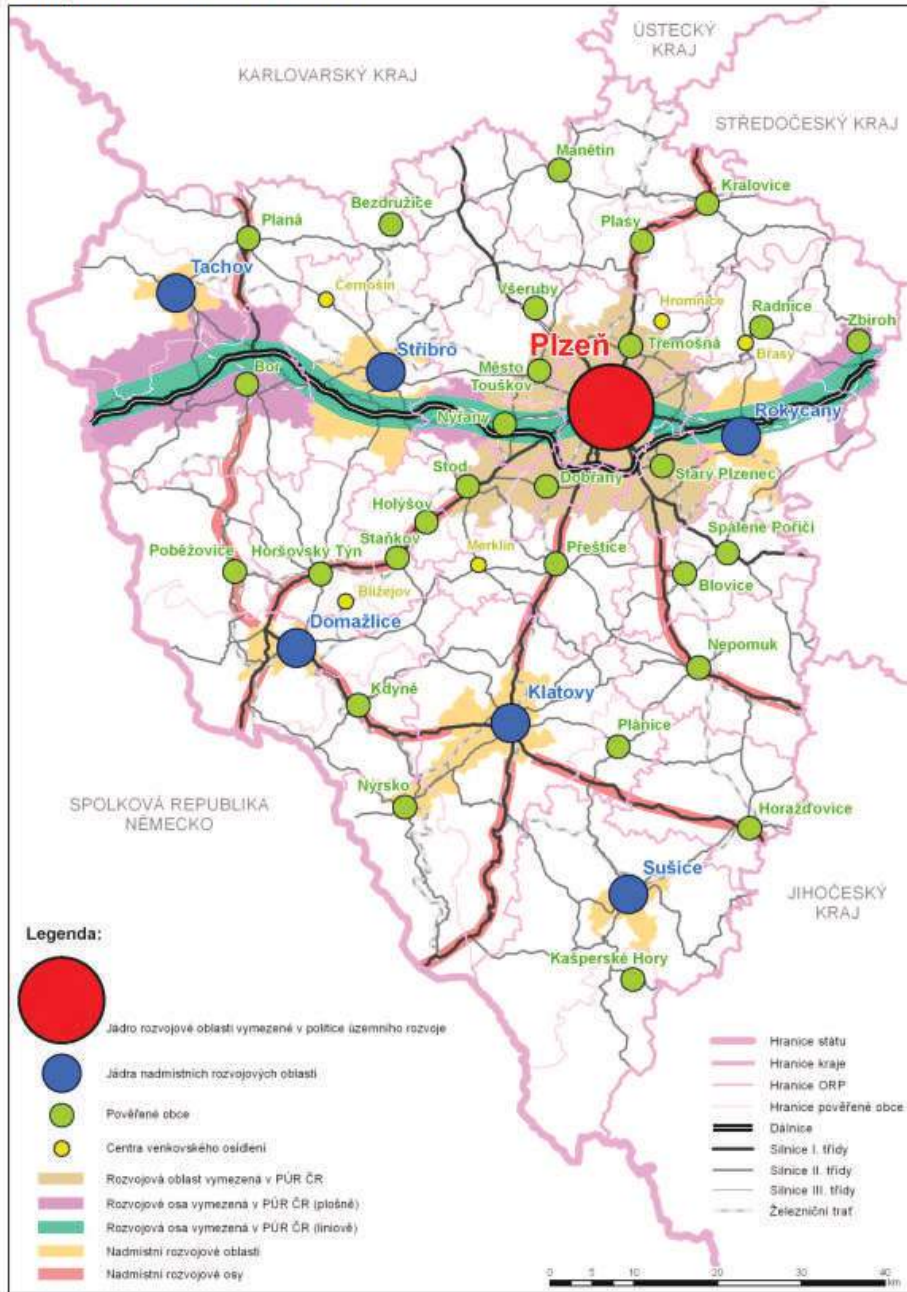 ÚSTECKÝ
KRAJ
KARLOVARSKÝ KRAJ
STŘEDOČESKÝ KRAJ
Manětín
Kralovice
Bezdružice
Planá
Plasy
Tachov
Černošín
Všeruby
Hromnice
Radnice
Zbiroh
Plzeň
Třemošná
Břasy
Stříbro
Město
Touškov
Bor
Nýřany
Rokycany
Stod
Dobřany
Starý Plzenec
Holýšov
Spálené Poříčí
Staňkov
Merklín
Přeštice
Poběžovice
Horšovský Týn
Blovice
Bližejov
Domažlice
Nepomuk
Kdyně
Klatovy
Plánice
Nýrsko
SPOLKOVÁ REPUBLIKA
NĚMECKO
Horažďovice
Sušice
JIHOČESKÝ
KRAJ
Kašperské Hory
Legenda:
Jádro rozvojové oblasti vymezené v politice územního rozvoje
Jádra nadmístních rozvojových oblastí
Pověřené obce
Centra venkovského osídlení
Rozvojová oblast vymezená v PÚR ČR
Rozvojová osa vymezená v PÚR ČR (plošně)
Rozvojová osa vymezená v PÚR ČR (liniově)
Nadmístní rozvojové oblasti
Nadmístní rozvojové osy
Hranice státu
Hranice kraje
Hranice ORP
Hranice pověřené obce
Dálnice
Silnice I. třídy
Silnice II. třídy
Silnice III. třídy
Železniční trať
0 5 10 20 30 40
km